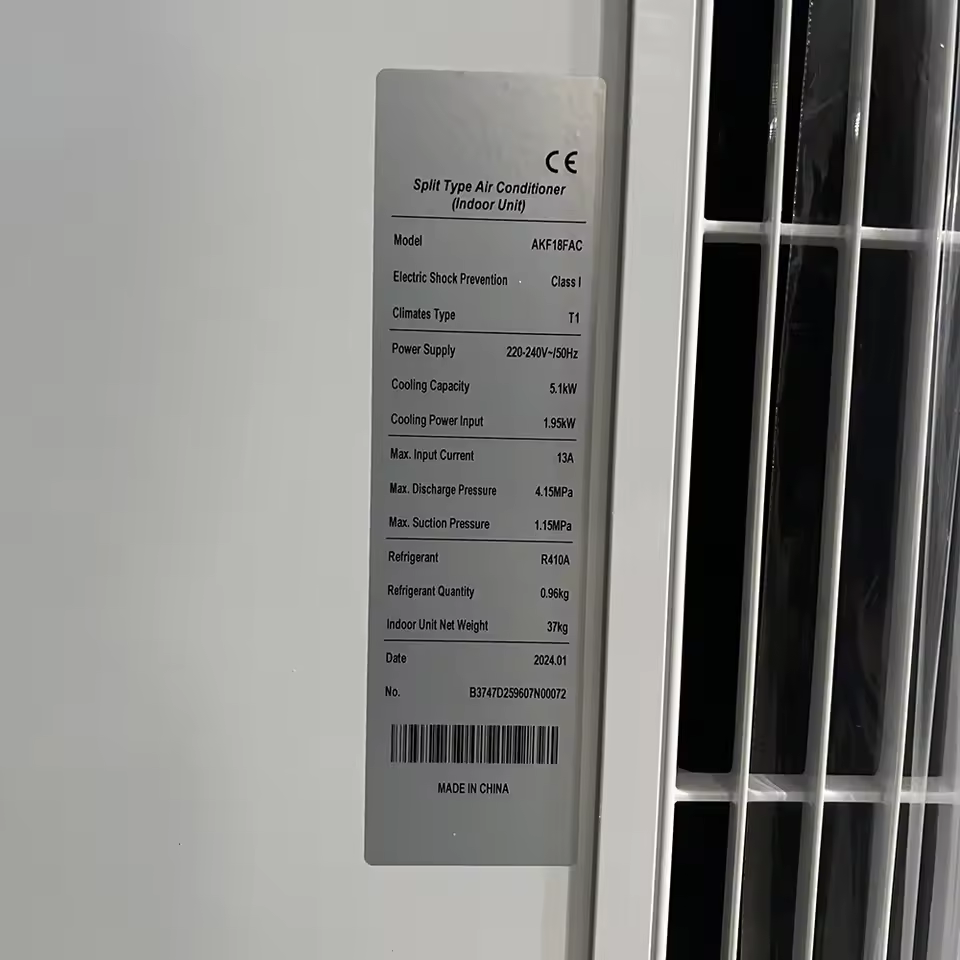 CE
Split Type Air Conditioner
(Indoor Unit)
Model AKF18FAC
Electric Shock Prevention Class I
Climates Type T1
Power Supply 220-240V~/50Hz
Cooling Capacity 5.1kW
Cooling Power Input 1.95kW
Max. Input Current 13A
Max. Discharge Pressure 4.15MPa
Max. Suction Pressure 1.15MPa
Refrigerant R410A
Refrigerant Quantity 0.96kg
Indoor Unit Net Weight 37kg
Date 2024.01
No. B3747D259607N00072
MADE IN CHINA